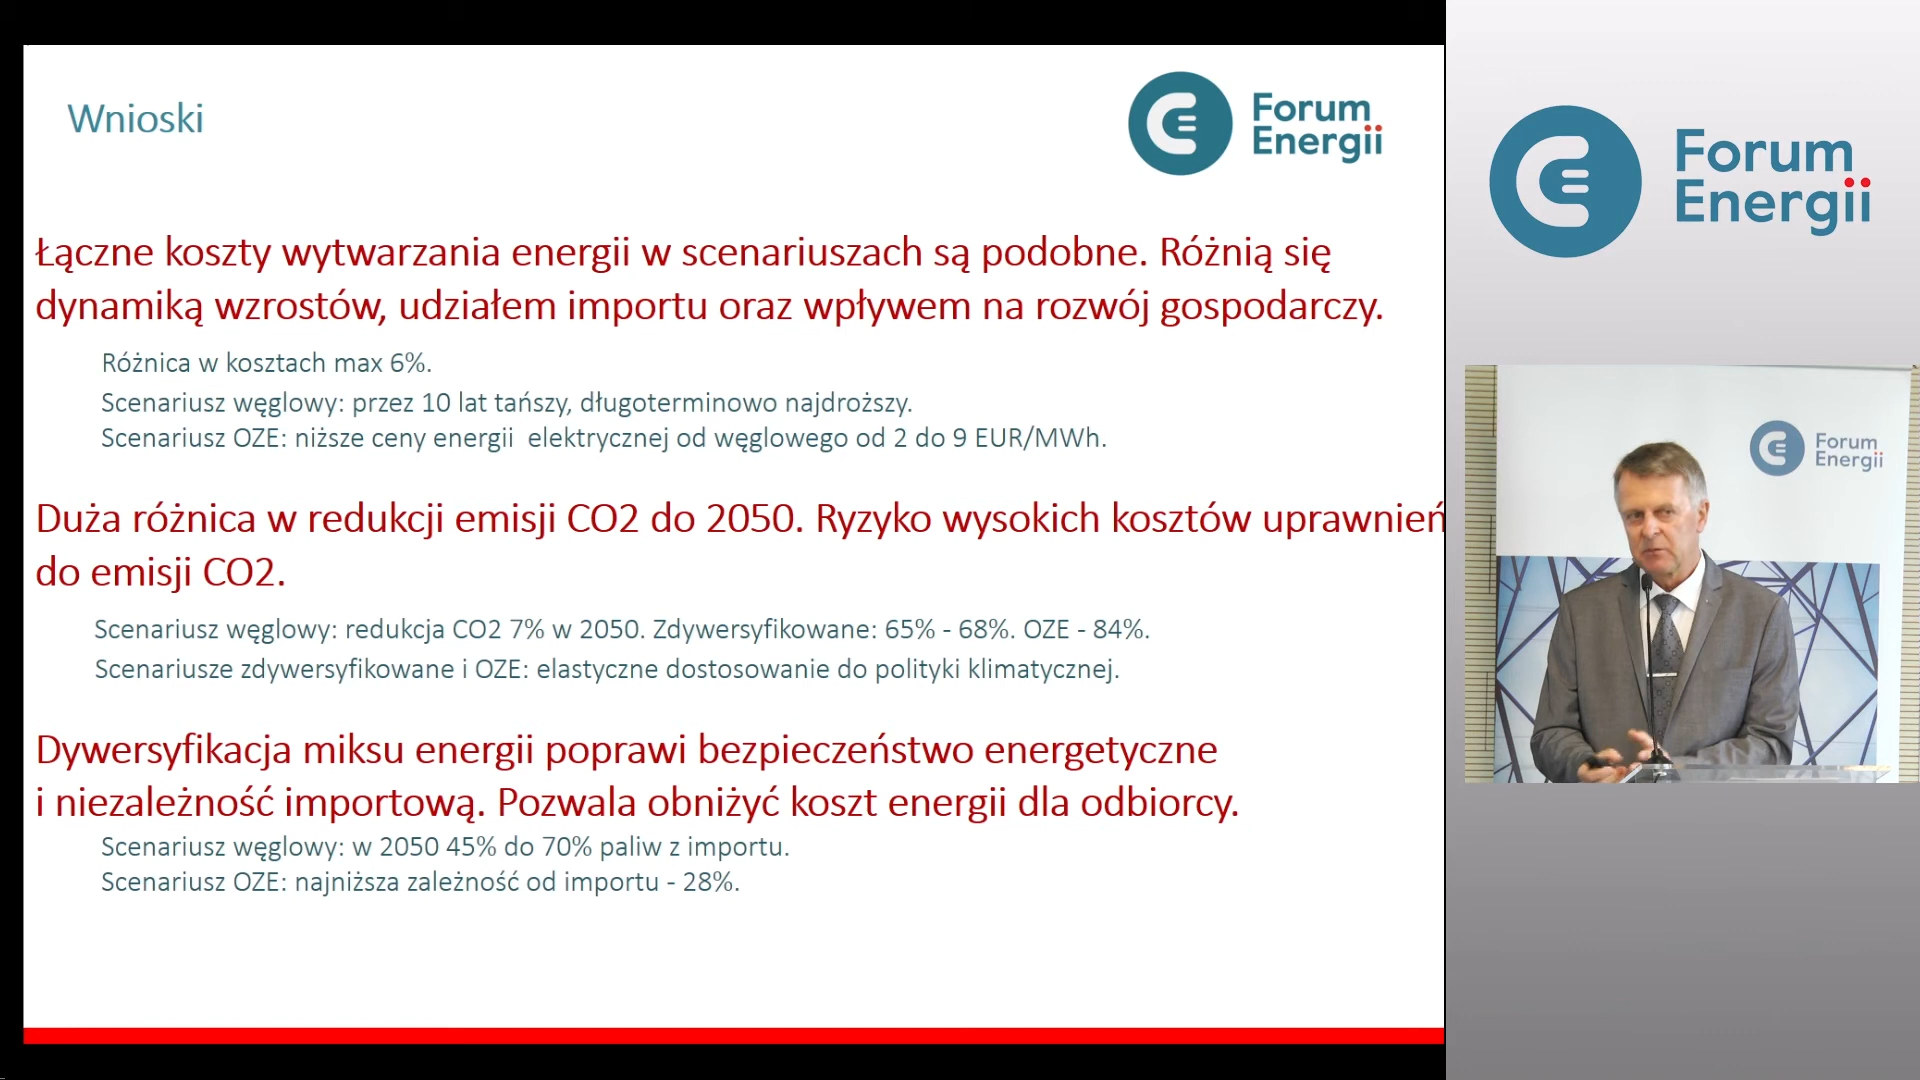 Wnioski
Forum
Energii
Łączne koszty wytwarzania energii w scenariuszach są podobne. Różnią się
dynamiką wzrostów, udziałem importu oraz wpływem na rozwój gospodarczy.
Różnica w kosztach max 6%.
Scenariusz węglowy: przez 10 lat tańszy, długoterminowo najdroższy.
Scenariusz OZE: niższe ceny energii elektrycznej od węglowego od 2 do 9 EUR/MWh.
Duża różnica w redukcji emisji CO2 do 2050. Ryzyko wysokich kosztów uprawnień
do emisji CO2.
Scenariusz węglowy: redukcja CO2 7% w 2050. Zdywersyfikowane: 65% - 68%. OZE - 84%.
Scenariusze zdywersyfikowane i OZE: elastyczne dostosowanie do polityki klimatycznej.
Dywersyfikacja miksu energii poprawi bezpieczeństwo energetyczne
i niezależność importową. Pozwala obniżyć koszt energii dla odbiorcy.
Scenariusz węglowy: w 2050 45% do 70% paliw z importu.
Scenariusz OZE: najniższa zależność od importu - 28%.
Forum
Energii
Forum
Energii